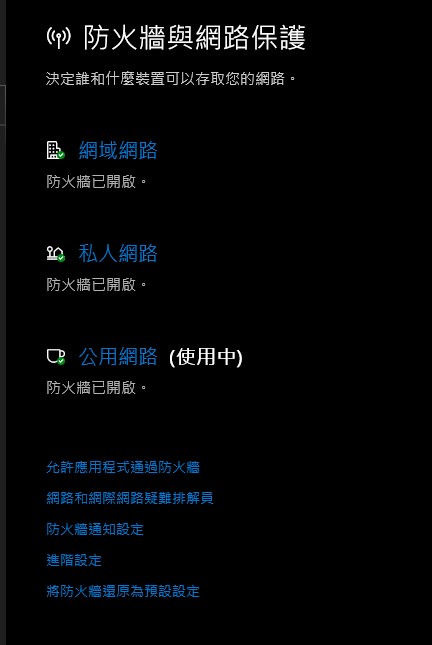 防火牆與網路保護
決定誰和什麼裝置可以存取您的網路。
網域網路
防火牆已開啟。
私人網路
防火牆已開啟。
公用網路 (使用中)
防火牆已開啟。
允許應用程式通過防火牆
網路和網際網路疑難排解員
防火牆通知設定
進階設定
將防火牆還原為預設設定